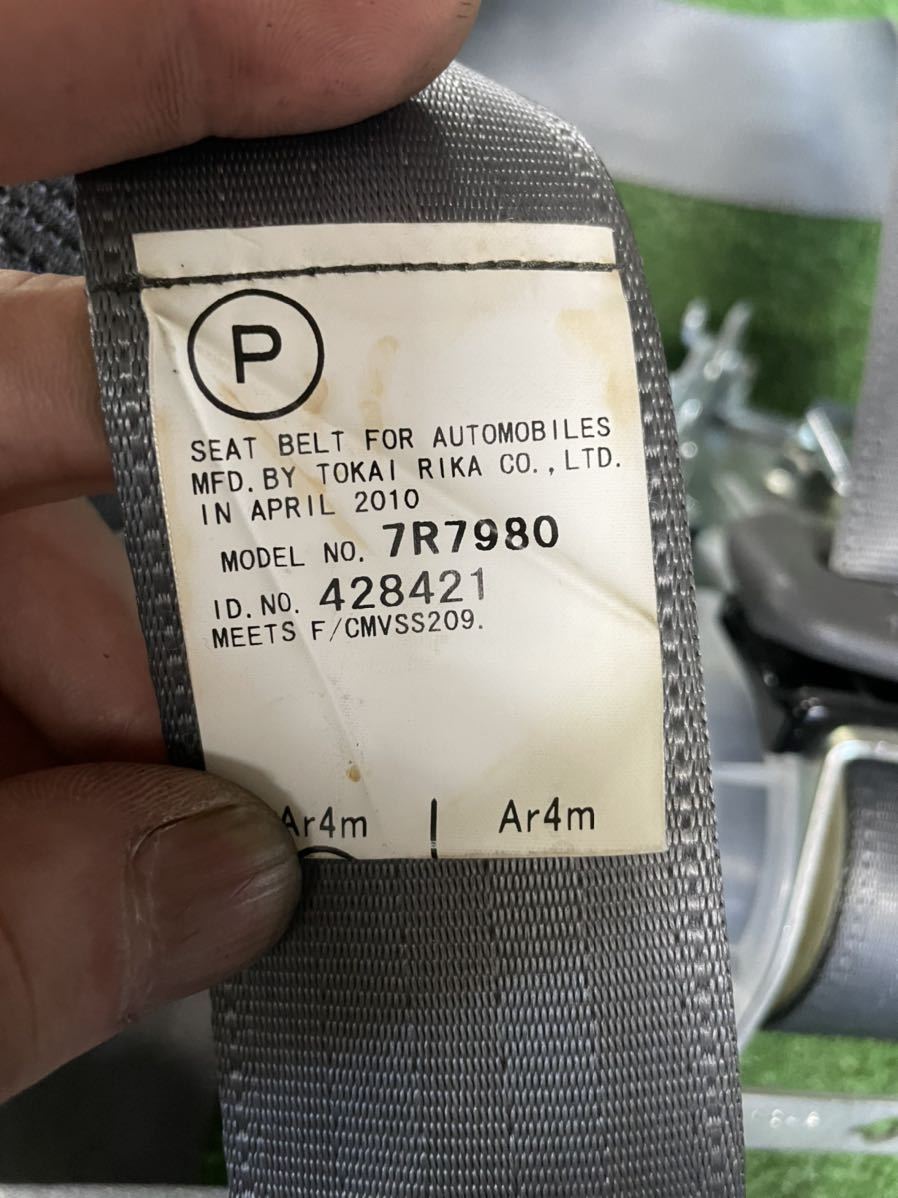 P
SEAT BELT FOR AUTOMOBILES
MFD. BY TOKAI RIKA CO., LTD.
IN APRIL 2010
MODEL NO. 7R7980
ID. NO. 428421
MEETS F/CMVSS209.
Ar4m | Ar4m